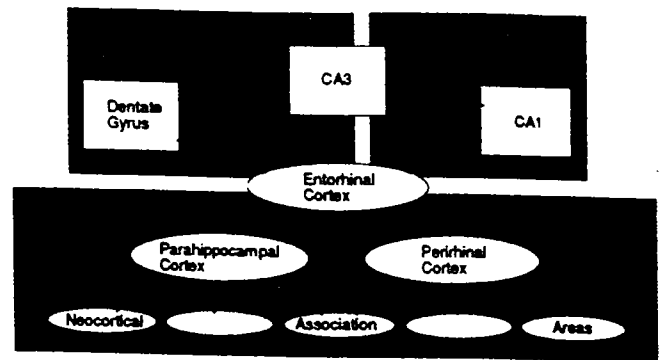 CA3
Dentate
Gyrus
CA1
Entorhinal
Cortex
Parahippocampal
Cortex
Perirhinal
Cortex
Neocortical
Association
Areas